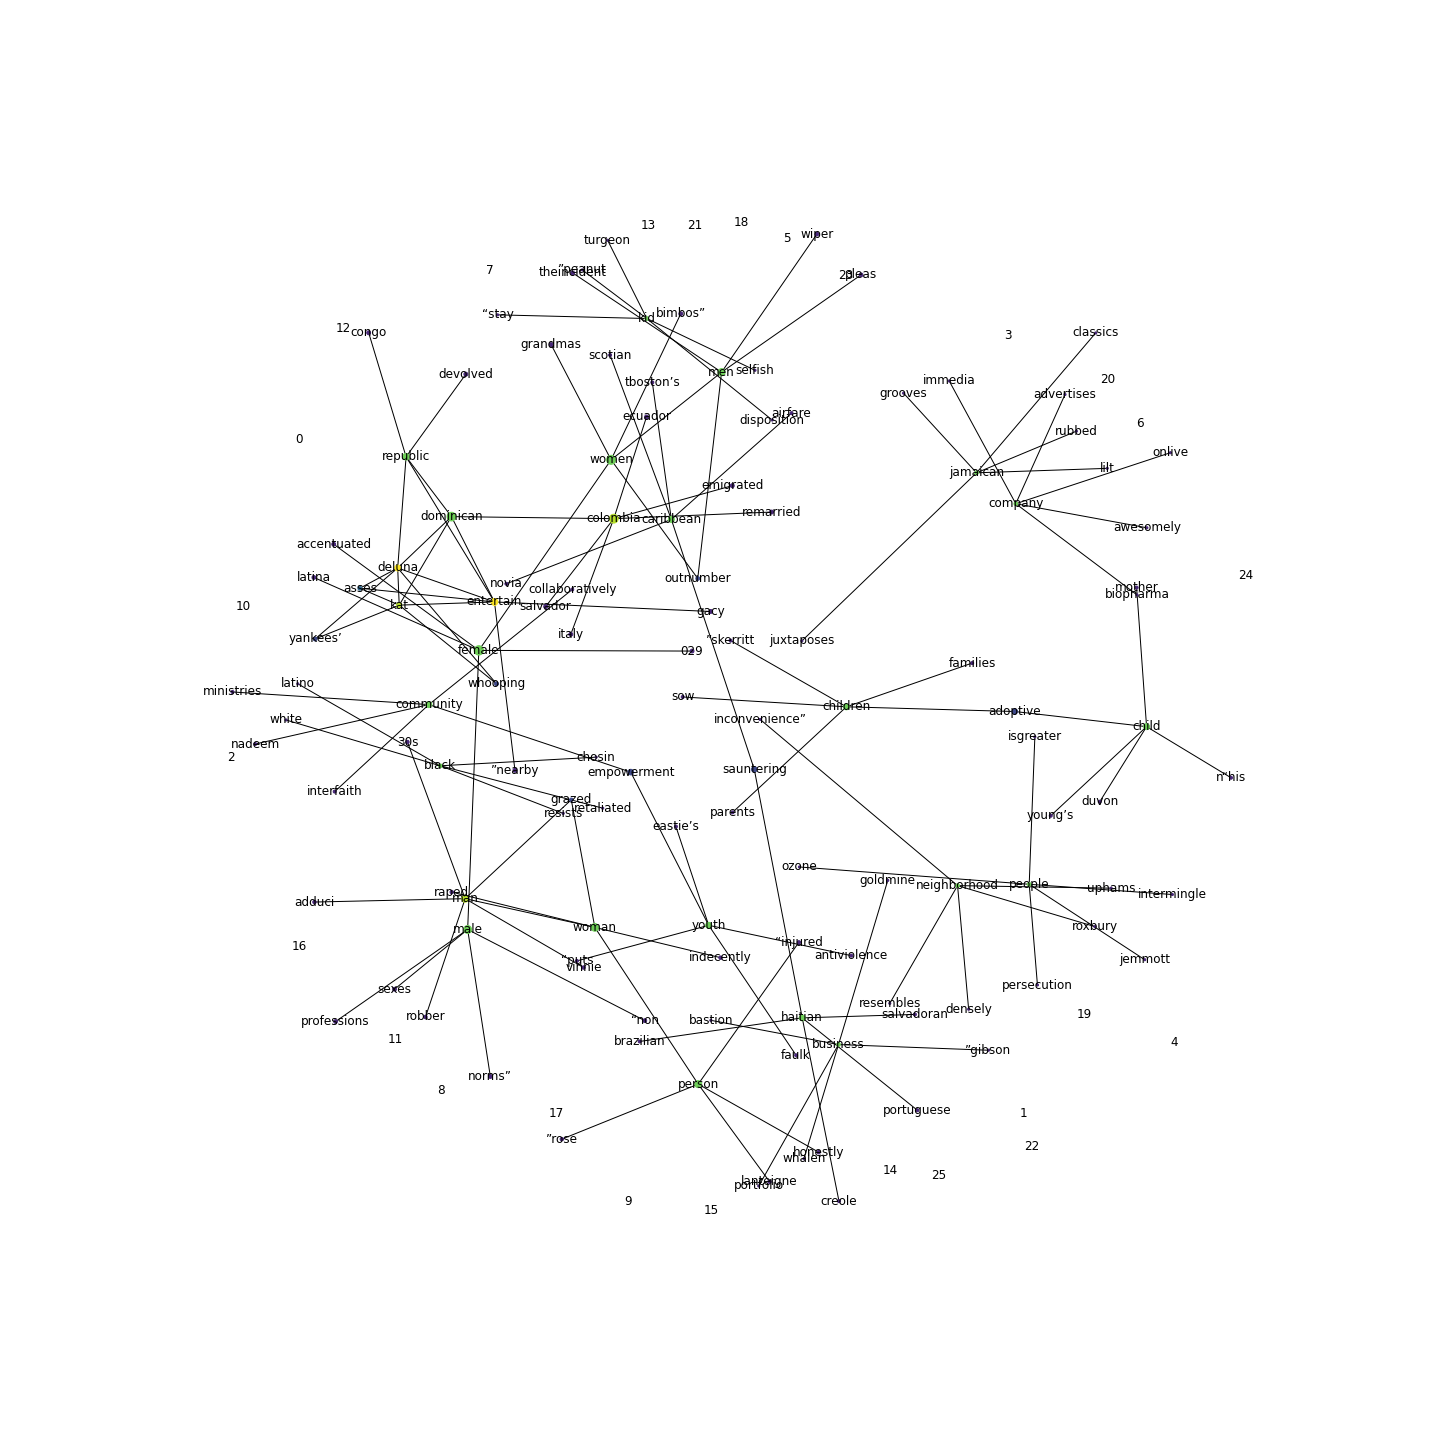 18
13
21
wiper
5
turgeon
7
theincident
23
pleas
bimbos”
“stay
kid
12
congo
classics
3
grandmas
scotian
men
selfish
devolved
immedia
20
tboston’s
grooves
advertises
airfare
ecuador
disposition
6
rubbed
0
onlive
republic
women
lilt
jamaican
emigrated
company
remarried
dominican
colombia
caribbean
awesomely
accentuated
deluna
24
latina
outnumber
novia
asses
mother
collaboratively
biopharma
entertain
kat
salvador
10
gacy
italy
yankees’
“skerritt
juxtaposes
female
029
families
latino
whooping
ministries
sow
community
children
adoptive
white
inconvenience”
child
isgreater
nadeem
30s
2
chosin
black
”nearby
empowerment
sauntering
n’his
interfaith
grazed
duvon
retaliated
resists
parents
young’s
eastie’s
ozone
goldmine
neighborhood
people
uphams
raped
intermingle
man
adduci
male
woman
youth
roxbury
“injured
16
indecently
antiviolence
jemmott
“puts
vinnie
persecution
sexes
resembles
densely
salvadoran
19
robber
haitian
professions
“non
bastion
11
brazilian
4
business
”gibson
faulk
norms”
person
8
portuguese
17
1
”rose
22
honestly
whalen
14
25
lanteigne
portfolio
9
creole
15